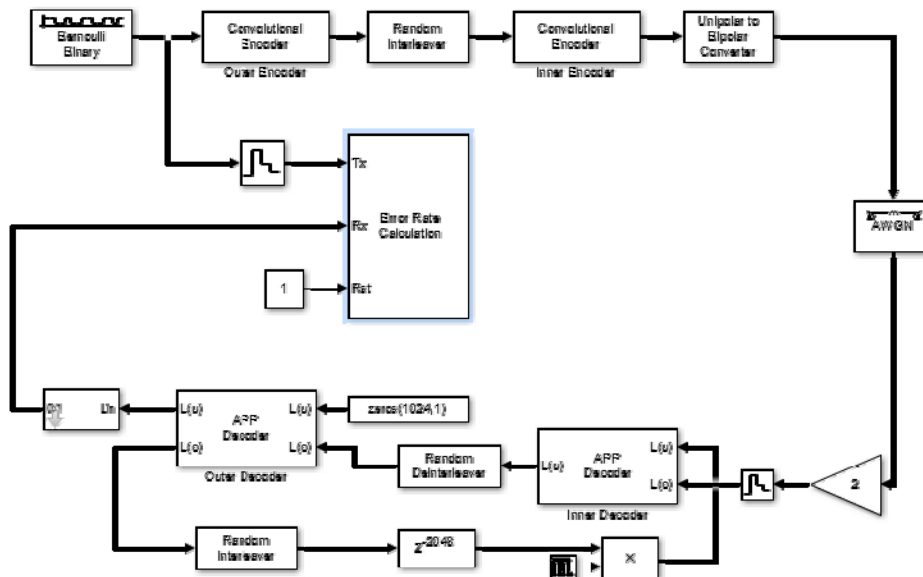 Bernoulli
Binary
Convolutional
Encoder
Outer Encoder
Random
Interleaver
Convolutional
Encoder
Inner Encoder
Unipolar to
Bipolar
Converter
Tx
Rx
Rst
Error Rate
Calculation
AWGN
1
L(u)
L(c)
APP
Decoder
L(u)
L(c)
Outer Decoder
zeros(1024,1)
Random
Deinterleaver
L(u)
APP
Decoder
L(u)
L(c)
Inner Decoder
2
Random
Interleaver
Z-2048
X